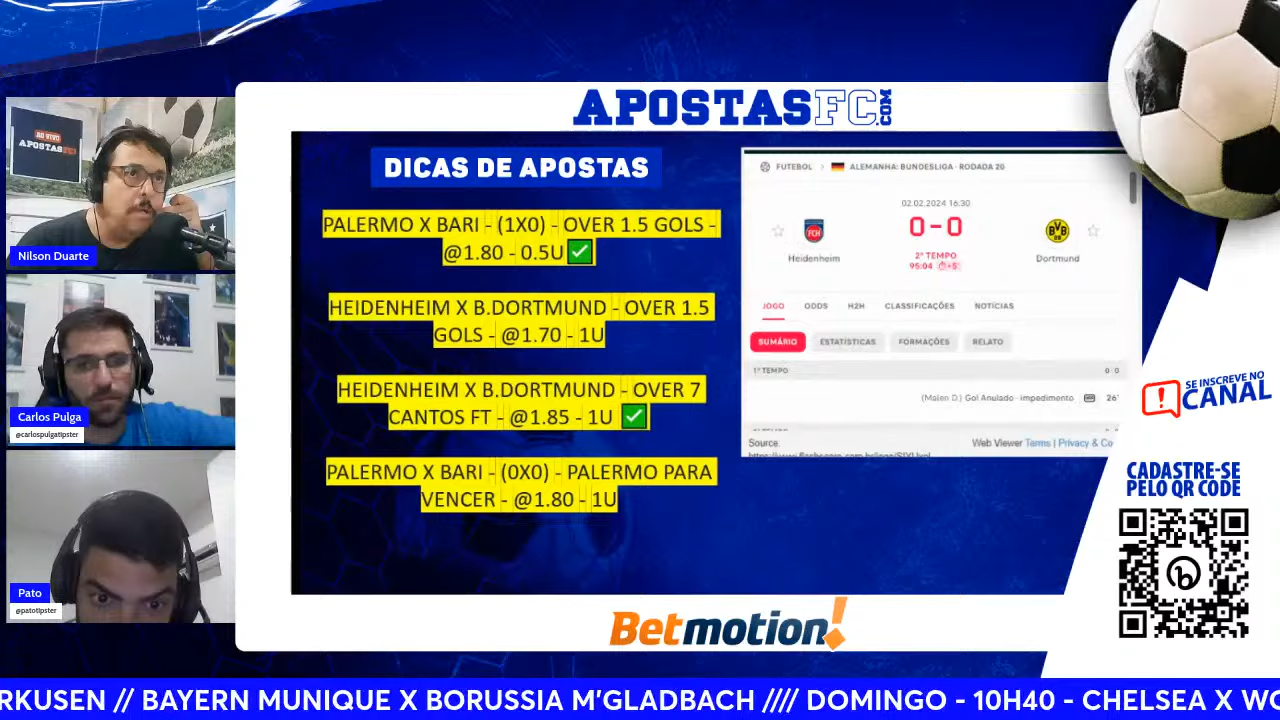 APOSTASFC.COM
AO VIVO
APOSTASFC
Nilson Duarte
Carlos Pulga
@carlospulgatipster
Pato
@patotipster
DICAS DE APOSTAS
PALERMO X BARI - (1X0) - OVER 1.5 GOLS -
@1.80 - 0.5U ✅
HEIDENHEIM X B.DORTMUND - OVER 1.5
GOLS - @1.70 - 1U
HEIDENHEIM X B.DORTMUND - OVER 7
CANTOS FT - @1.85 - 1U ✅
PALERMO X BARI - (0X0) - PALERMO PARA
VENCER - @1.80 - 1U
FUTEBOL > ALEMANHA: BUNDESLIGA - RODADA 20
02.02.2024 16:30
0 - 0
BVB 09
Heidenheim
2º TEMPO
Dortmund
95:04 +5
JOGO ODDS H2H CLASSIFICAÇÕES NOTÍCIAS
SUMÁRIO ESTATÍSTICAS FORMAÇÕES RELATO
1º TEMPO 0 0
(Malen D.) Gol Anulado - impedimento 26'
Source: Web Viewer Terms | Privacy & Co
SE INSCREVE NO
CANAL
CADASTRE-SE
PELO QR CODE
Betmotion!
RKUSEN // BAYERN MUNIQUE X BORUSSIA M'GLADBACH //// DOMINGO - 10H40 - CHELSEA X WO